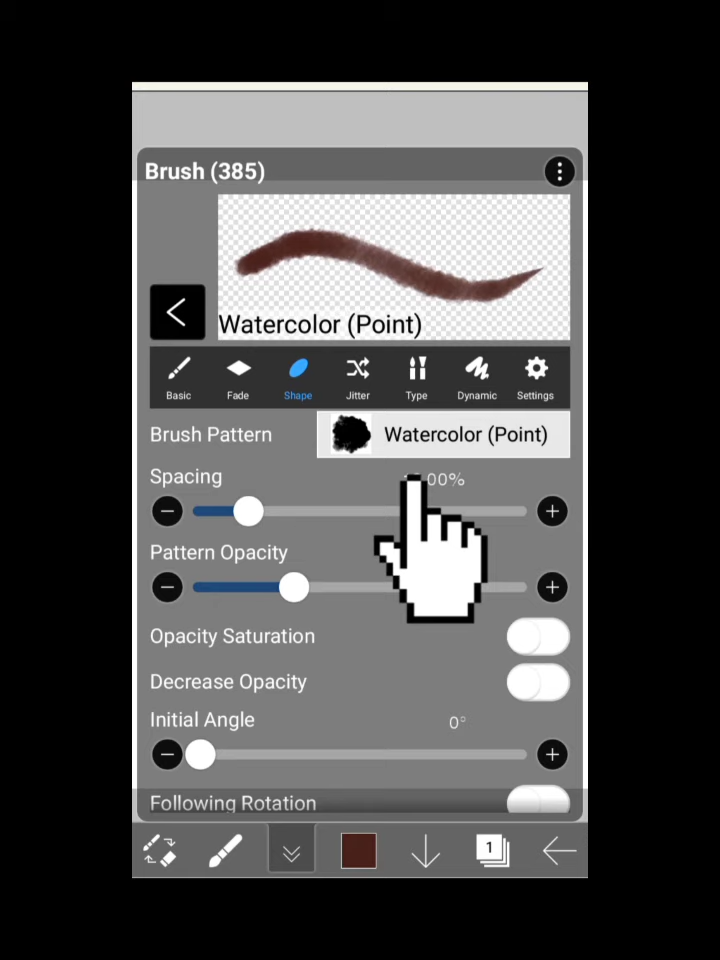 Brush (385)
Watercolor (Point)
Basic Fade Shape Jitter Type Dynamic Settings
Brush Pattern Watercolor (Point)
Spacing
Pattern Opacity
Opacity Saturation
Decrease Opacity
Initial Angle 0°
Following Rotation
1